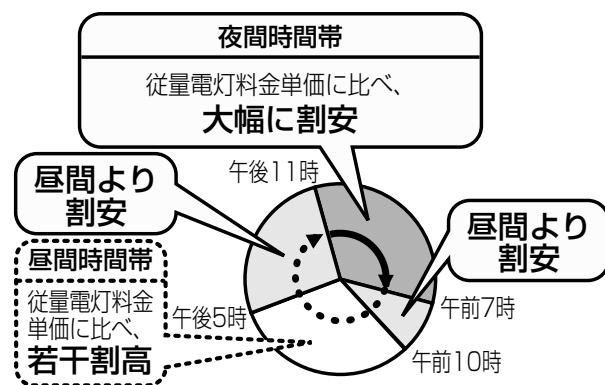 夜間時間帯
従量電灯料金単価に比べ、
大幅に割安
昼間より
割安
午後11時
昼間より
割安
昼間時間帯
従量電灯料金
単価に比べ、
若干割高
午後5時
午前7時
午前10時